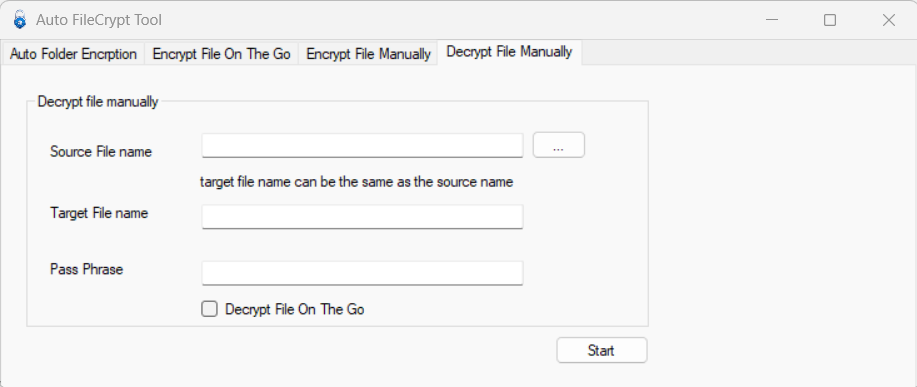 Auto FileCrypt Tool
Auto Folder Encrption Encrypt File On The Go Encrypt File Manually Decrypt File Manually
Decrypt file manually
Source File name ...
target file name can be the same as the source name
Target File name
Pass Phrase
Decrypt File On The Go
Start